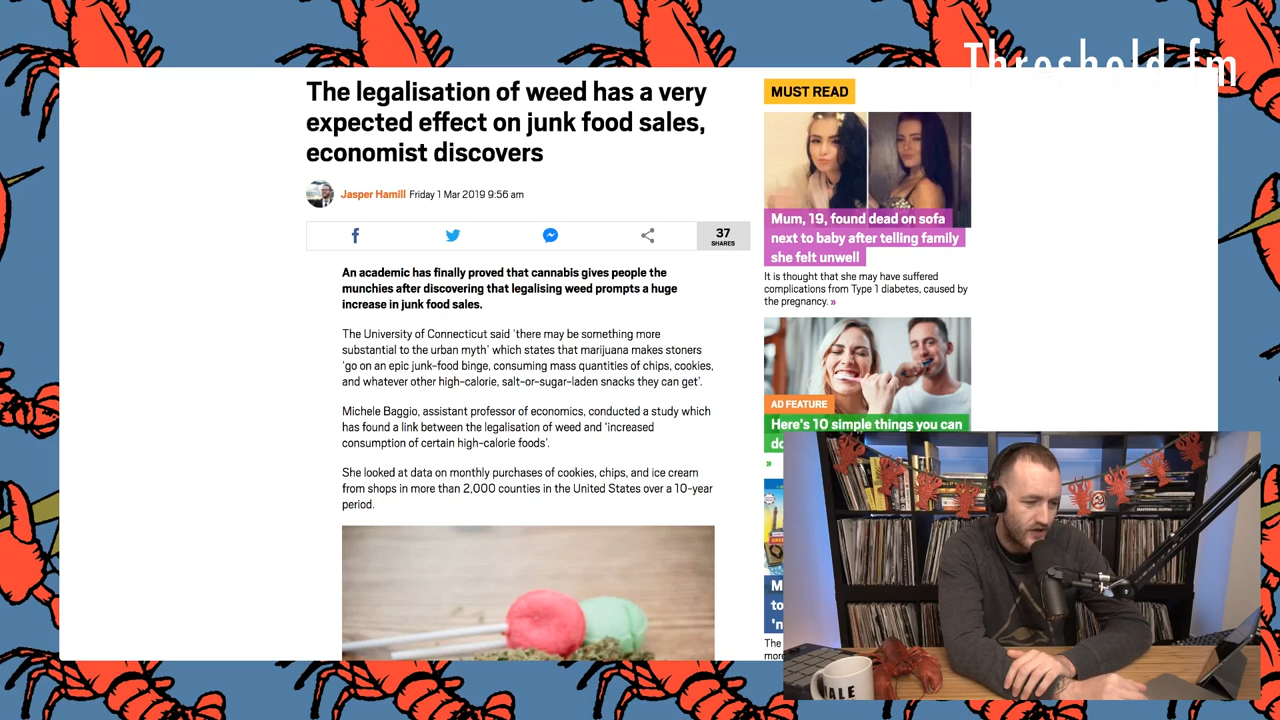 Threshold.fm
The legalisation of weed has a very
expected effect on junk food sales,
economist discovers
Jasper Hamill Friday 1 Mar 2019 9:56 am
37
SHARES
An academic has finally proved that cannabis gives people the
munchies after discovering that legalising weed prompts a huge
increase in junk food sales.
The University of Connecticut said ‘there may be something more
substantial to the urban myth’ which states that marijuana makes stoners
‘go on an epic junk-food binge, consuming mass quantities of chips, cookies,
and whatever other high-calorie, salt-or-sugar-laden snacks they can get’.
Michele Baggio, assistant professor of economics, conducted a study which
has found a link between the legalisation of weed and ‘increased
consumption of certain high-calorie foods’.
She looked at data on monthly purchases of cookies, chips, and ice cream
from shops in more than 2,000 counties in the United States over a 10-year
period.
MUST READ
Mum, 19, found dead on sofa
next to baby after telling family
she felt unwell
It is thought that she may have suffered
complications from Type 1 diabetes, caused by
the pregnancy. »
AD FEATURE
Here's 10 simple things you can
do
»
M
to
'n
The
more
ALE